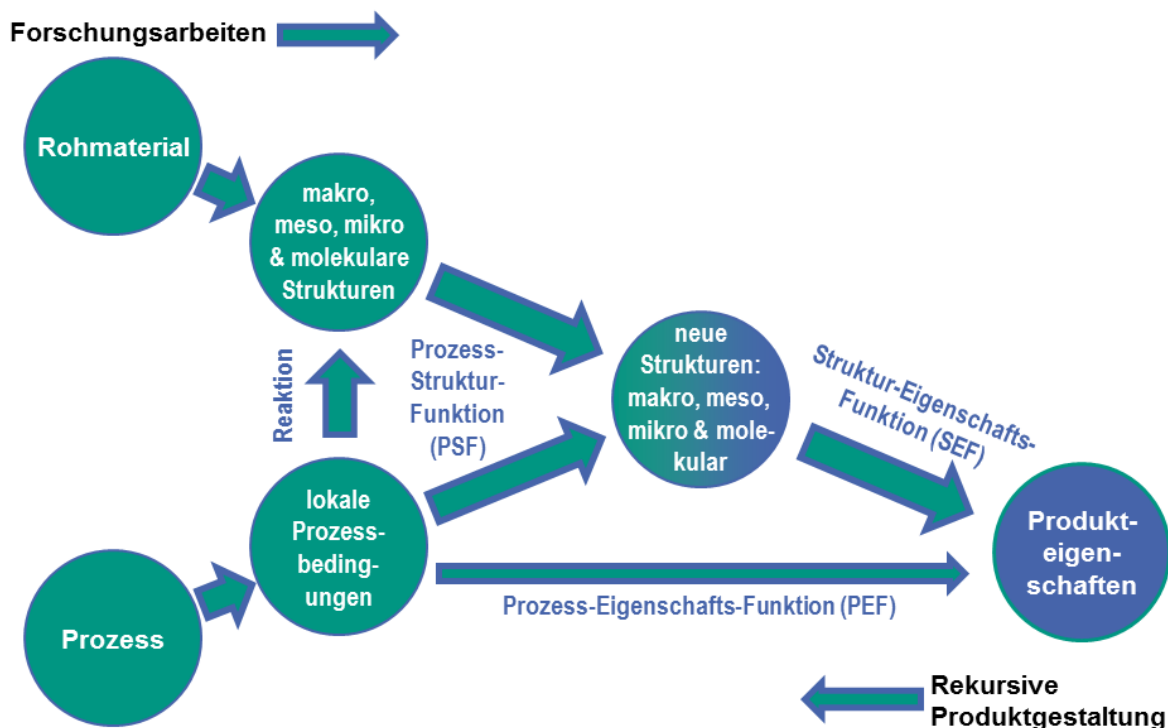 Forschungsarbeiten
Rohmaterial
makro,
meso, mikro
& molekulare
Strukturen
Reaktion
Prozess-
Struktur-
Funktion
(PSF)
neue
Strukturen:
makro, meso,
mikro & mole-
kular
Struktur-Eigenschafts-
Funktion (SEF)
lokale
Prozess-
beding-
ungen
Prozess
Prozess-Eigenschafts-Funktion (PEF)
Produkt-
eigen-
schaften
Rekursive
Produktgestaltung